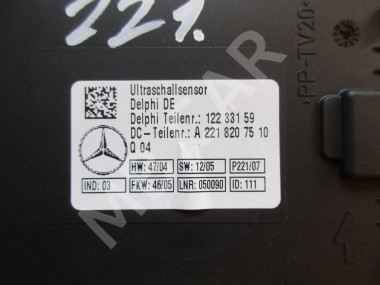 221.
>PP-TV20<
Ultraschallsensor
Delphi DE
Delphi Teilenr.: 122 331 59
DC-Teilenr.: A 221 820 75 10
Q 04
HW: 47/04 SW: 12/05 P221/07
IND: 03 FKW: 46/05 LNR: 050090 ID: 111